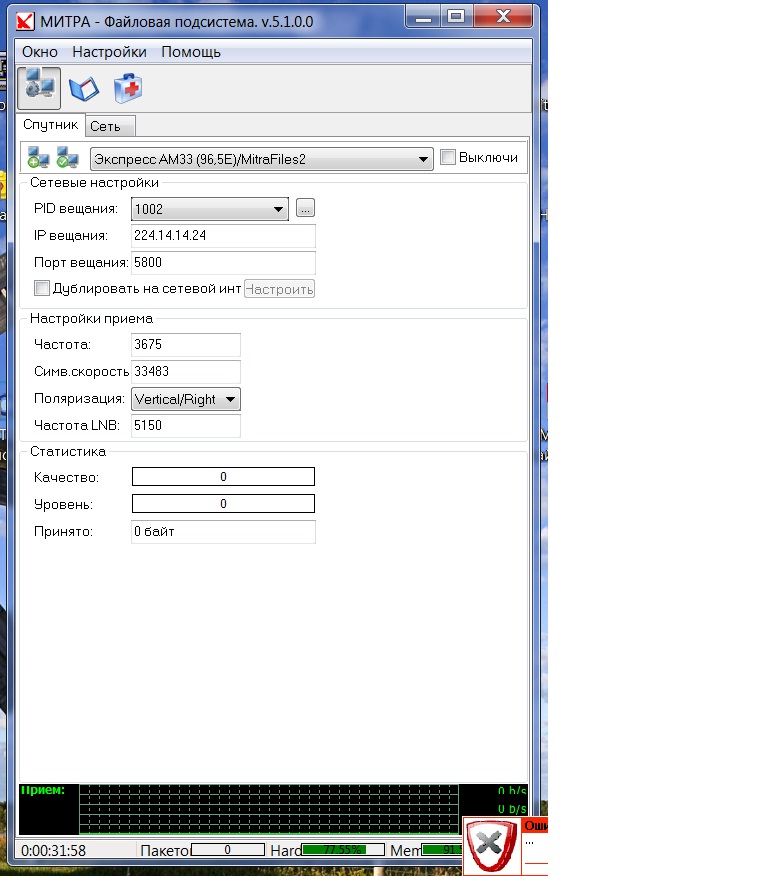 МИТРА - Файловая подсистема. v.5.1.0.0
Окно Настройки Помощь
Спутник Сеть
Экспресс АМ33 (96,5E)/MitraFiles2 Выключи
Сетевые настройки
PID вещания: 1002 ...
IP вещания: 224.14.14.24
Порт вещания: 5800
Дублировать на сетевой инт Настроить
Настройки приема
Частота: 3675
Симв.скорость 33483
Поляризация: Vertical/Right
Частота LNB: 5150
Статистика
Качество: 0
Уровень: 0
Принято: 0 байт
Прием: 0 b/s
0 b/s
Оши
...
0:00:31:58 Пакето 0 Hard 77.55% Mem 91.5